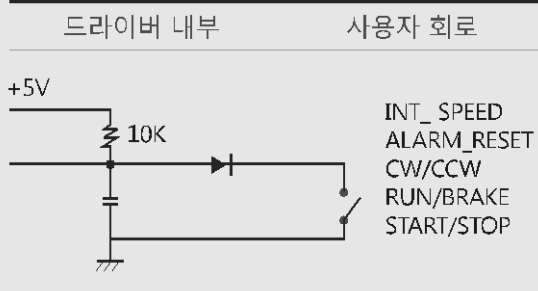 드라이버 내부 사용자 회로
+5V
10K
INT_ SPEED
ALARM_RESET
CW/CCW
RUN/BRAKE
START/STOP